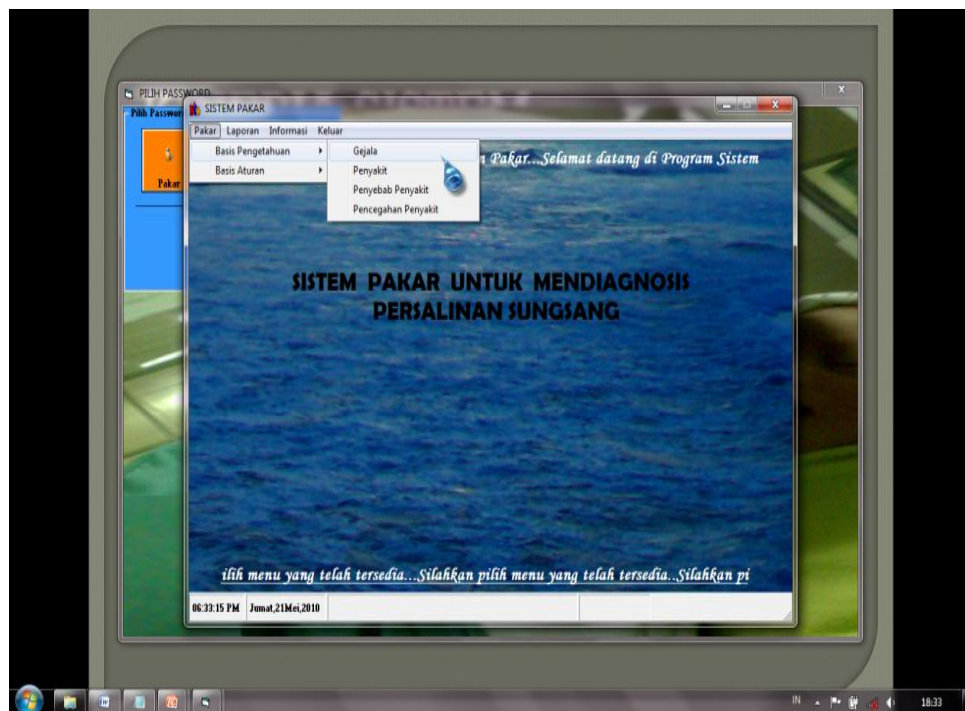 PILIH PASSWORD
X
Pilih Passwor
Pakar
SISTEM PAKAR
Pakar Laporan Informasi Keluar
Basis Pengetahuan
Basis Aturan
Gejala
Penyakit
Penyebab Penyakit
Pencegahan Penyakit
n Pakar...Selamat datang di Program Sistem
SISTEM PAKAR UNTUK MENDIAGNOSIS
PERSALINAN SUNGSANG
ilih menu yang telah tersedia...Silahkan pilih menu yang telah tersedia..Silahkan pi
06:33:15 PM Jumat,21Mei,2010
IN 18:33